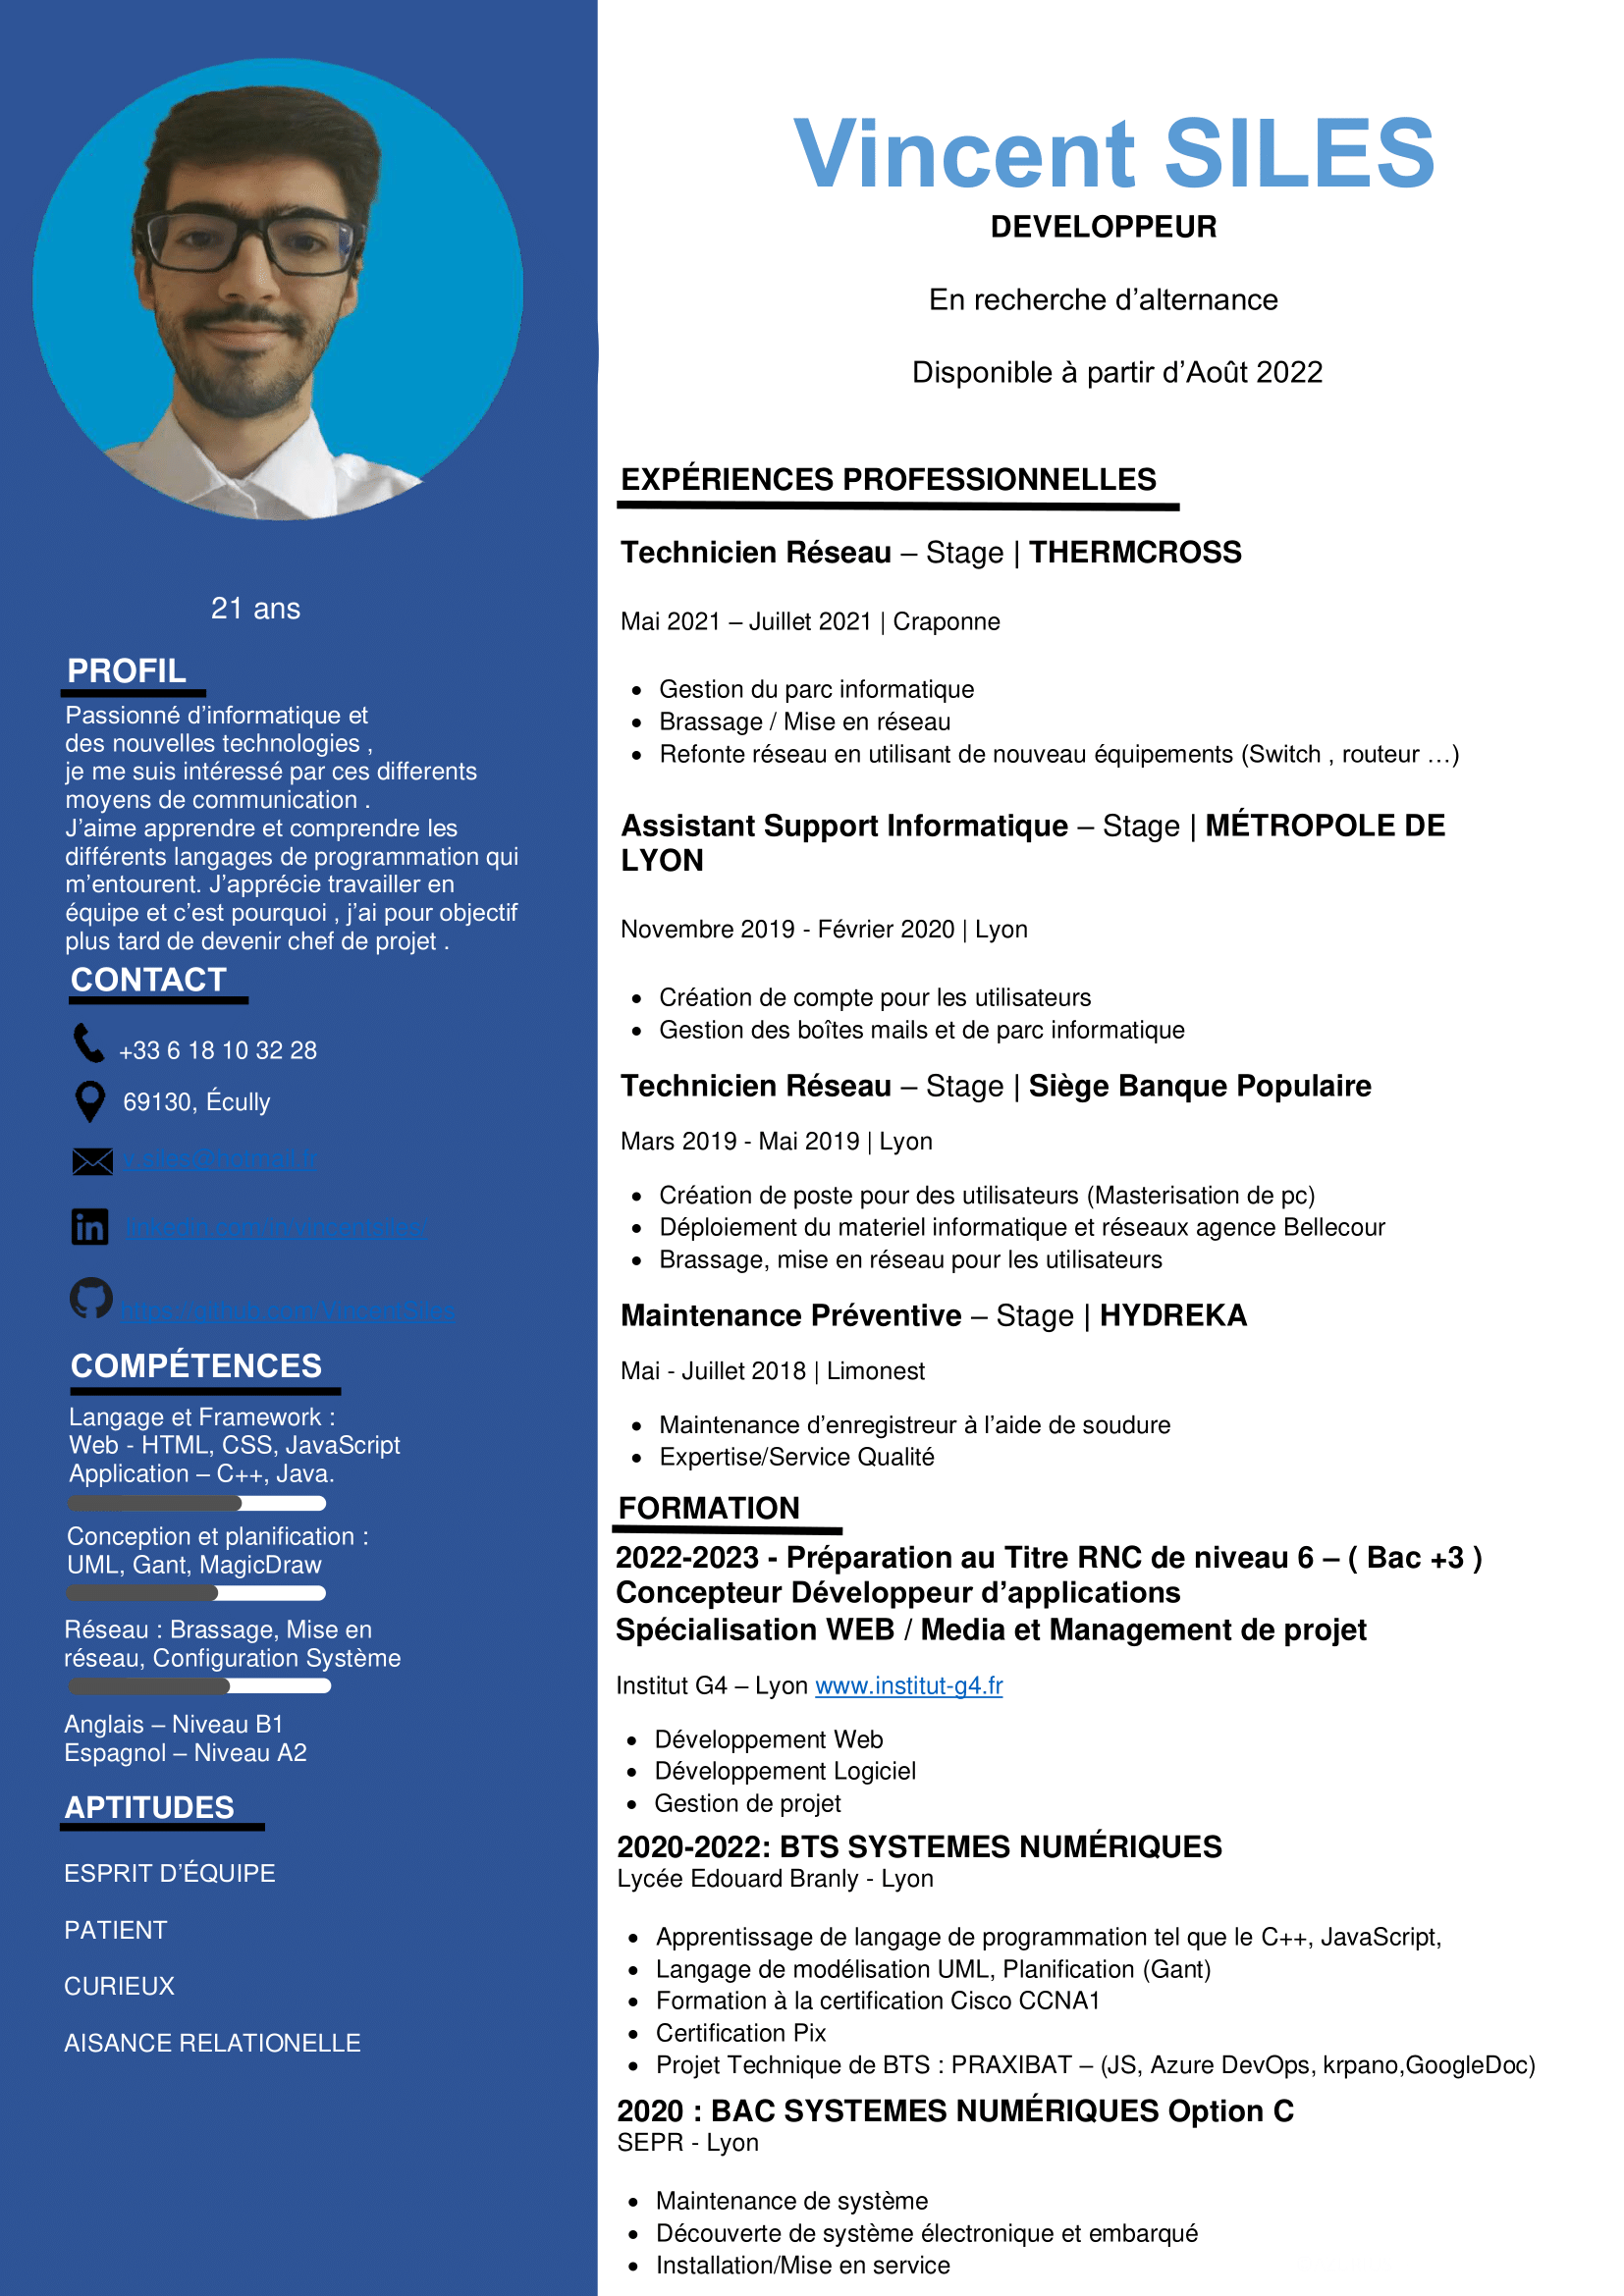 Vincent SILES
DEVELOPPEUR
En recherche d’alternance
Disponible à partir d’Août 2022
21 ans
PROFIL
Passionné d’informatique et
des nouvelles technologies ,
je me suis intéressé par ces differents
moyens de communication .
J’aime apprendre et comprendre les
différents langages de programmation qui
m’entourent. J’apprécie travailler en
équipe et c’est pourquoi , j’ai pour objectif
plus tard de devenir chef de projet .
CONTACT
+33 6 18 10 32 28
69130, Écully
v.siles@hotmail.fr
linkedin.com/in/vincentsiles/
https://github.com/VincentSiles
COMPÉTENCES
Langage et Framework :
Web - HTML, CSS, JavaScript
Application – C++, Java.
Conception et planification :
UML, Gant, MagicDraw
Réseau : Brassage, Mise en
réseau, Configuration Système
Anglais – Niveau B1
Espagnol – Niveau A2
APTITUDES
ESPRIT D’ÉQUIPE
PATIENT
CURIEUX
AISANCE RELATIONELLE
EXPÉRIENCES PROFESSIONNELLES
Technicien Réseau – Stage | THERMCROSS
Mai 2021 – Juillet 2021 | Craponne
• Gestion du parc informatique
• Brassage / Mise en réseau
• Refonte réseau en utilisant de nouveau équipements (Switch , routeur …)
Assistant Support Informatique – Stage | MÉTROPOLE DE
LYON
Novembre 2019 - Février 2020 | Lyon
• Création de compte pour les utilisateurs
• Gestion des boîtes mails et de parc informatique
Technicien Réseau – Stage | Siège Banque Populaire
Mars 2019 - Mai 2019 | Lyon
• Création de poste pour des utilisateurs (Masterisation de pc)
• Déploiement du materiel informatique et réseaux agence Bellecour
• Brassage, mise en réseau pour les utilisateurs
Maintenance Préventive – Stage | HYDREKA
Mai - Juillet 2018 | Limonest
• Maintenance d’enregistreur à l’aide de soudure
• Expertise/Service Qualité
FORMATION
2022-2023 - Préparation au Titre RNC de niveau 6 – ( Bac +3 )
Concepteur Développeur d’applications
Spécialisation WEB / Media et Management de projet
Institut G4 – Lyon www.institut-g4.fr
• Développement Web
• Développement Logiciel
• Gestion de projet
2020-2022: BTS SYSTEMES NUMÉRIQUES
Lycée Edouard Branly - Lyon
• Apprentissage de langage de programmation tel que le C++, JavaScript,
• Langage de modélisation UML, Planification (Gant)
• Formation à la certification Cisco CCNA1
• Certification Pix
• Projet Technique de BTS : PRAXIBAT – (JS, Azure DevOps, krpano,GoogleDoc)
2020 : BAC SYSTEMES NUMÉRIQUES Option C
SEPR - Lyon
• Maintenance de système
• Découverte de système électronique et embarqué
• Installation/Mise en service